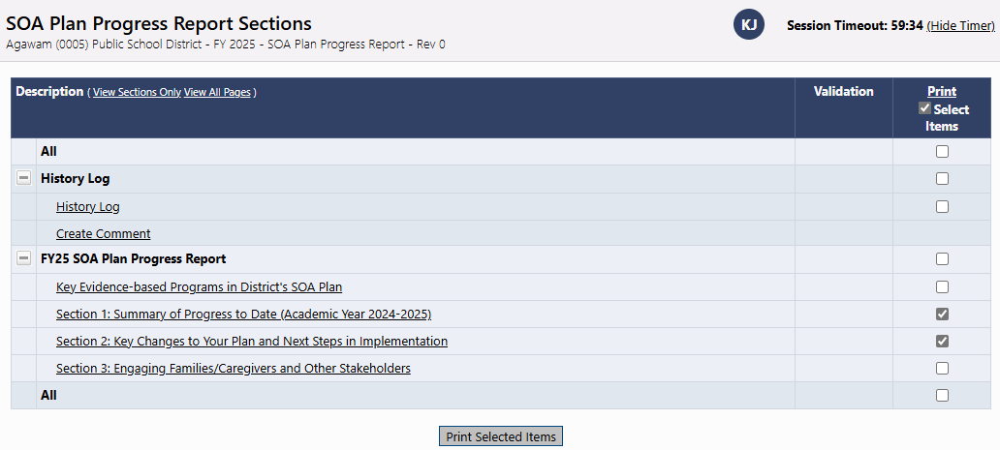 SOA Plan Progress Report Sections
Agawam (0005) Public School District - FY 2025 - SOA Plan Progress Report - Rev 0
KJ
Session Timeout: 59:34 (Hide Timer)
Description ( View Sections Only View All Pages )
Validation
Print
Select
Items
All
History Log
History Log
Create Comment
FY25 SOA Plan Progress Report
Key Evidence-based Programs in District's SOA Plan
Section 1: Summary of Progress to Date (Academic Year 2024-2025)
Section 2: Key Changes to Your Plan and Next Steps in Implementation
Section 3: Engaging Families/Caregivers and Other Stakeholders
All
Print Selected Items